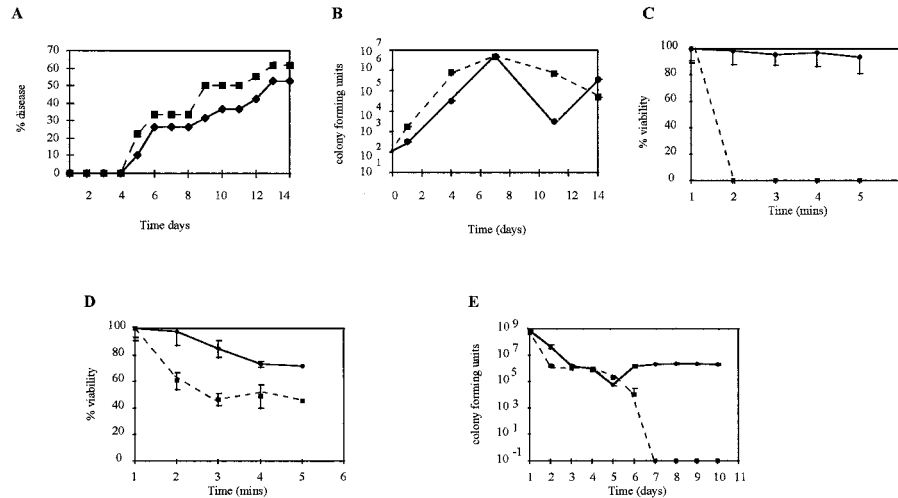 A
B
C
70
60
50
40
30
20
10
0
% disease
2 4 6 8 10 12 14
Time days
10 7
10 6
10 5
10 4
10 3
10 2
10 1
colony forming units
0 2 4 6 8 10 12 14
Time (days)
100
80
60
40
20
0
% viability
1 2 3 4 5
Time (mins)
D
E
100
80
60
40
20
0
% viability
1 2 3 4 5 6
Time (mins)
10 9
10 7
10 5
10 3
10 1
10 -1
colony forming units
1 2 3 4 5 6 7 8 9 10 11
Time (days)